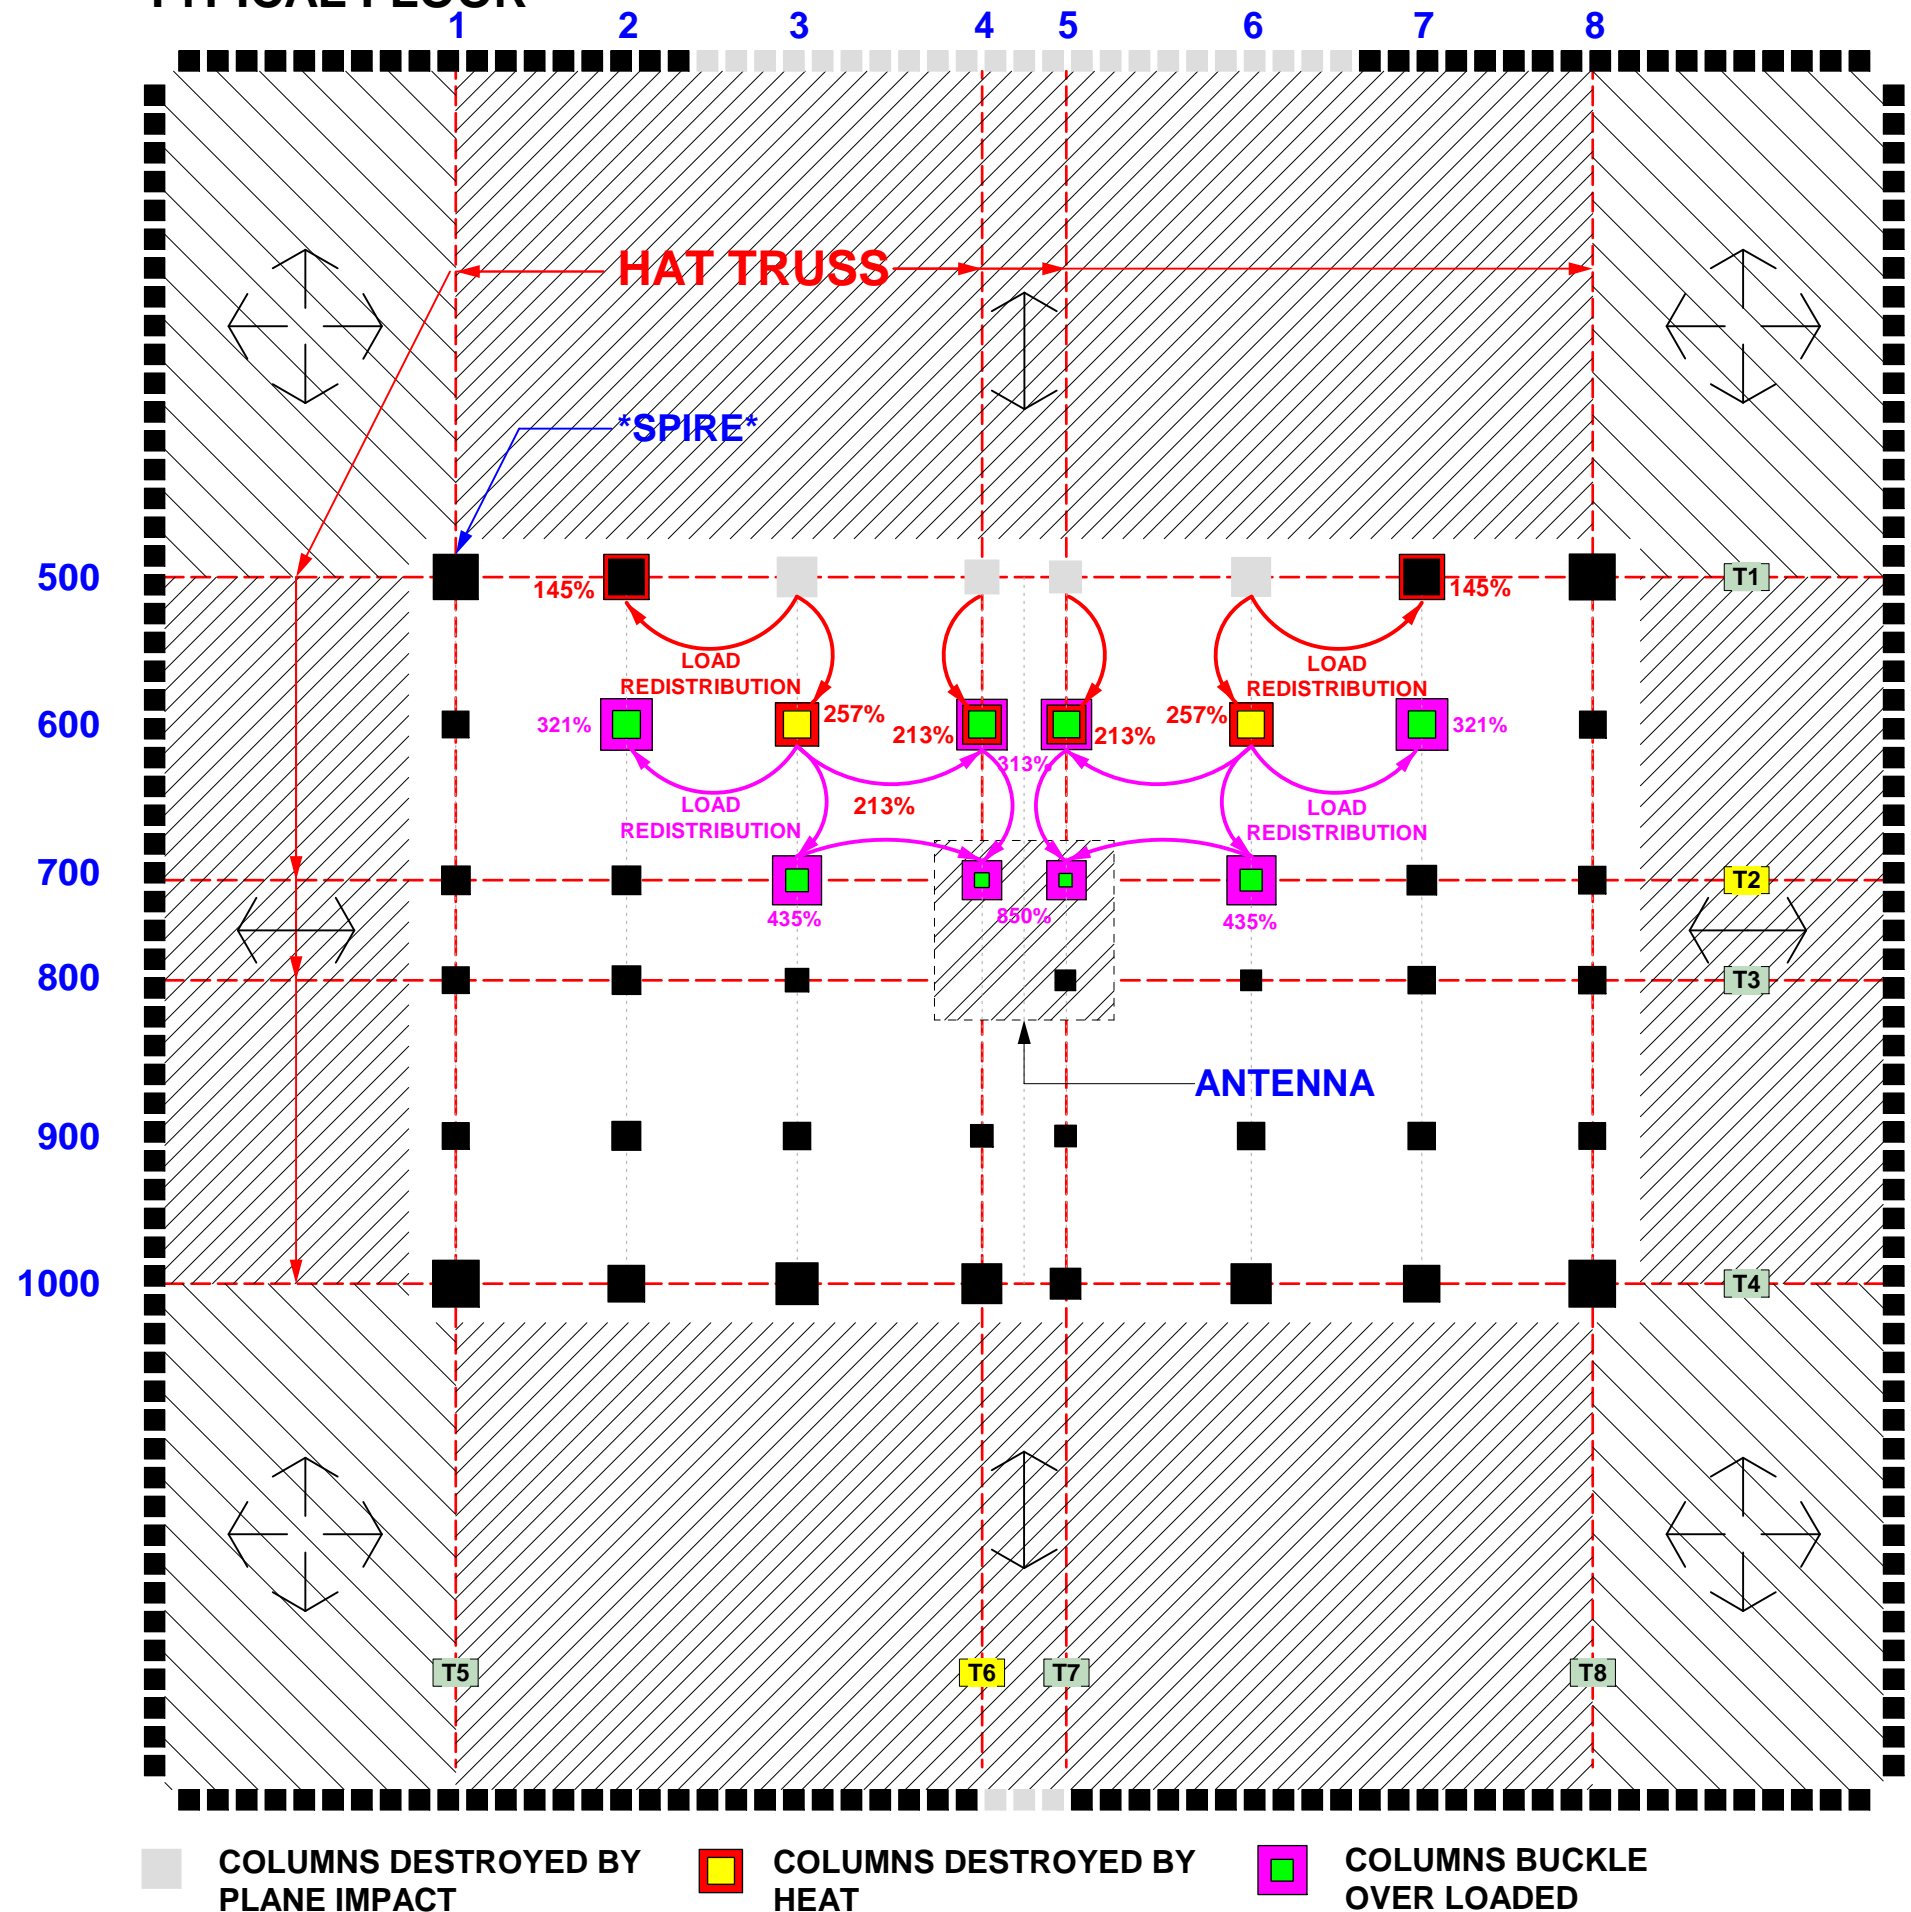 TYPICAL FLOOR
1 2 3 4 5 6 7 8
HAT TRUSS
*SPIRE*
500
T1
145%
145%
LOAD
REDISTRIBUTION
LOAD
REDISTRIBUTION
600
321%
257%
213%
213%
257%
321%
313%
LOAD
REDISTRIBUTION
213%
LOAD
REDISTRIBUTION
700
T2
435%
850%
435%
800
T3
ANTENNA
900
1000
T4
T5
T6
T7
T8
COLUMNS DESTROYED BY
PLANE IMPACT
COLUMNS DESTROYED BY
HEAT
COLUMNS BUCKLE
OVER LOADED